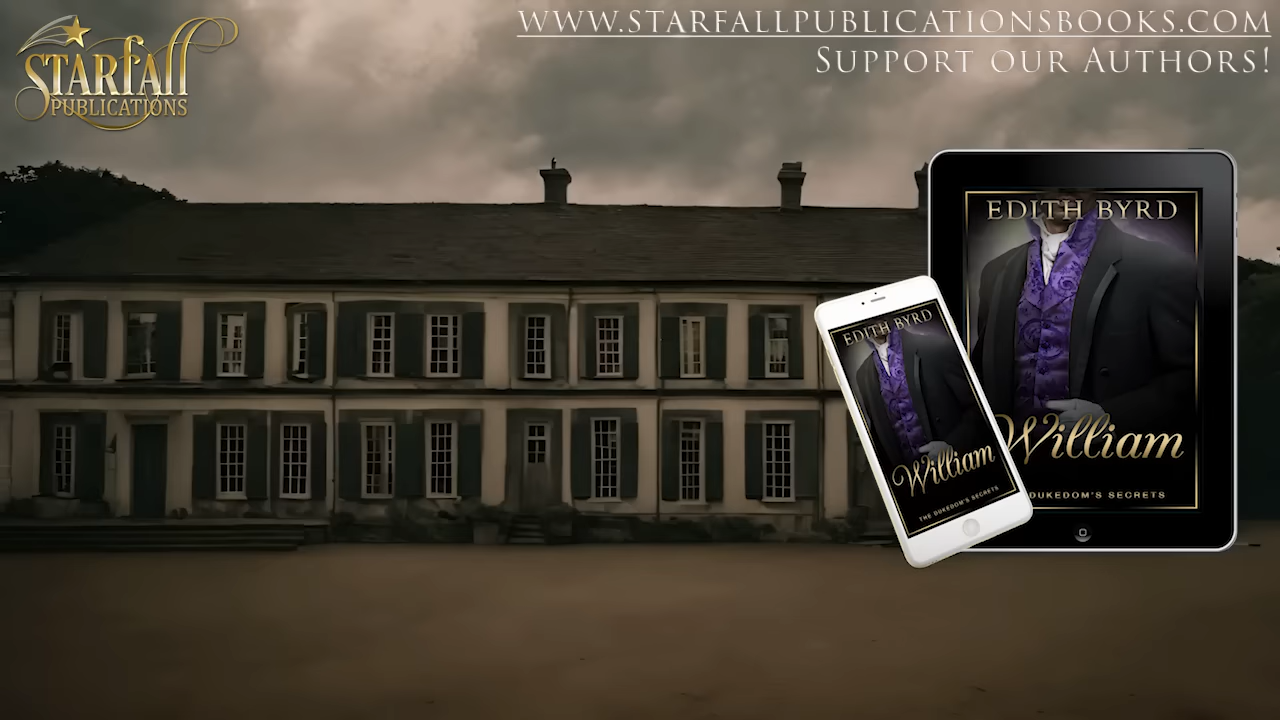 STARfall
PUBLICATIONS
WWW.STARFALLPUBLICATIONSBOOKS.COM
SUPPORT OUR AUTHORS!
EDITH BYRD
William
DUKEDOM'S SECRETS
EDITH BYRD
William
THE DUKEDOM'S SECRETS